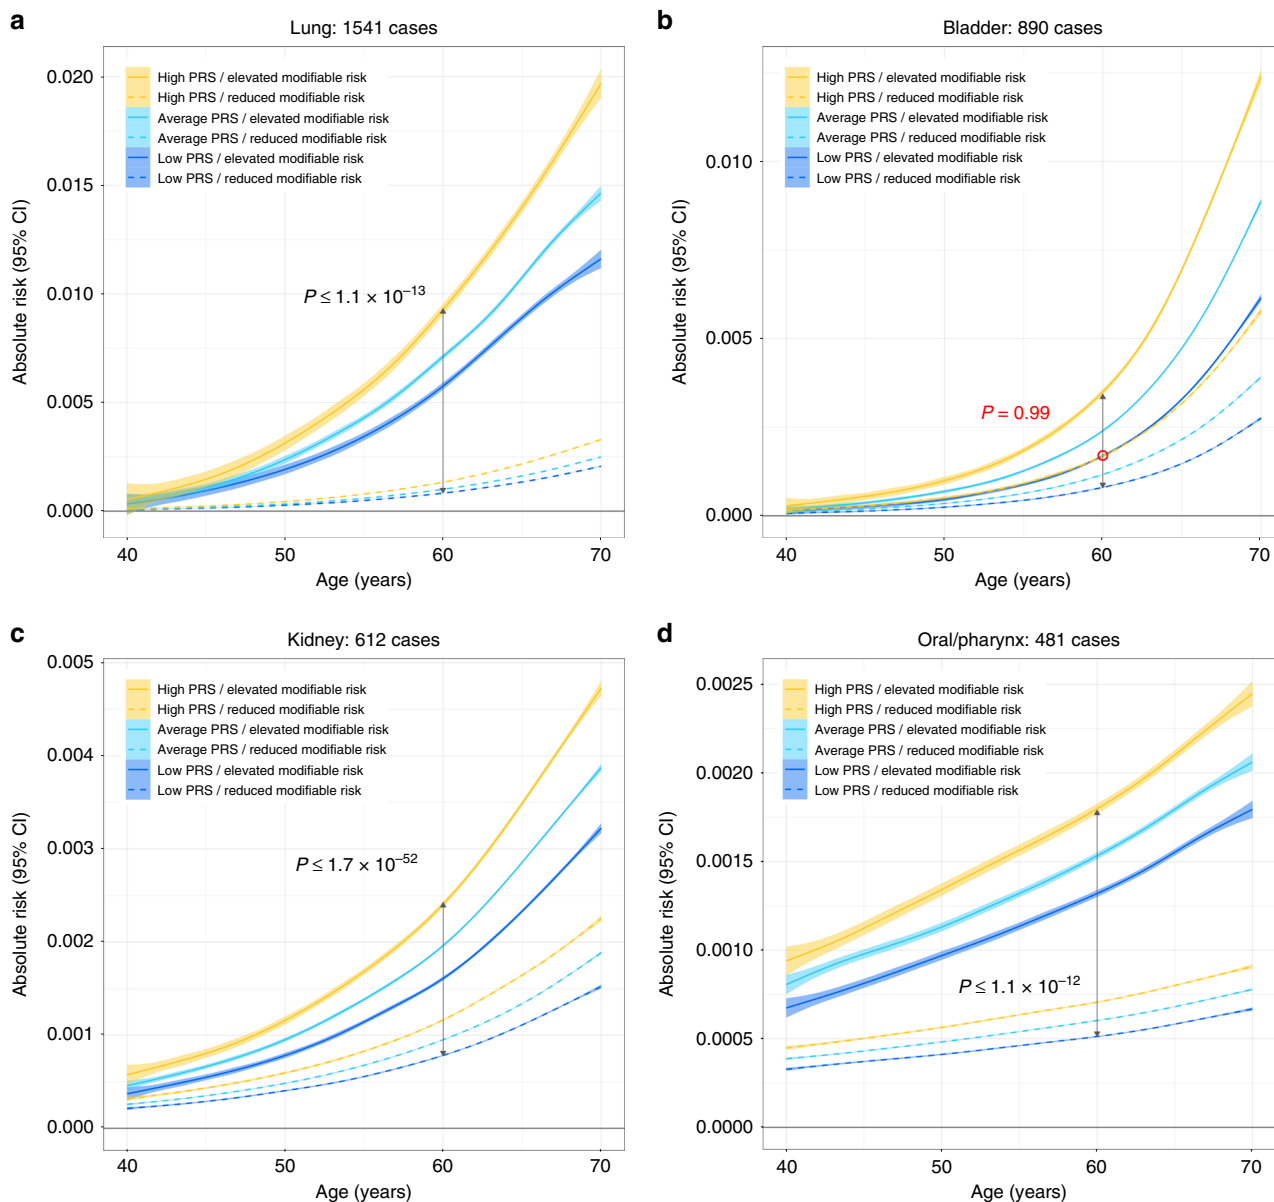 a
Lung: 1541 cases
0.020
0.015
0.010
0.005
0.000
Absolute risk (95% CI)
High PRS / elevated modifiable risk
High PRS / reduced modifiable risk
Average PRS / elevated modifiable risk
Average PRS / reduced modifiable risk
Low PRS / elevated modifiable risk
Low PRS / reduced modifiable risk
P ≤ 1.1 × 10⁻¹³
40 50 60 70
Age (years)
b
Bladder: 890 cases
0.010
0.005
0.000
Absolute risk (95% CI)
High PRS / elevated modifiable risk
High PRS / reduced modifiable risk
Average PRS / elevated modifiable risk
Average PRS / reduced modifiable risk
Low PRS / elevated modifiable risk
Low PRS / reduced modifiable risk
P = 0.99
40 50 60 70
Age (years)
c
Kidney: 612 cases
0.005
0.004
0.003
0.002
0.001
0.000
Absolute risk (95% CI)
High PRS / elevated modifiable risk
High PRS / reduced modifiable risk
Average PRS / elevated modifiable risk
Average PRS / reduced modifiable risk
Low PRS / elevated modifiable risk
Low PRS / reduced modifiable risk
P ≤ 1.7 × 10⁻⁵²
40 50 60 70
Age (years)
d
Oral/pharynx: 481 cases
0.0025
0.0020
0.0015
0.0010
0.0005
0.0000
Absolute risk (95% CI)
High PRS / elevated modifiable risk
High PRS / reduced modifiable risk
Average PRS / elevated modifiable risk
Average PRS / reduced modifiable risk
Low PRS / elevated modifiable risk
Low PRS / reduced modifiable risk
P ≤ 1.1 × 10⁻¹²
40 50 60 70
Age (years)